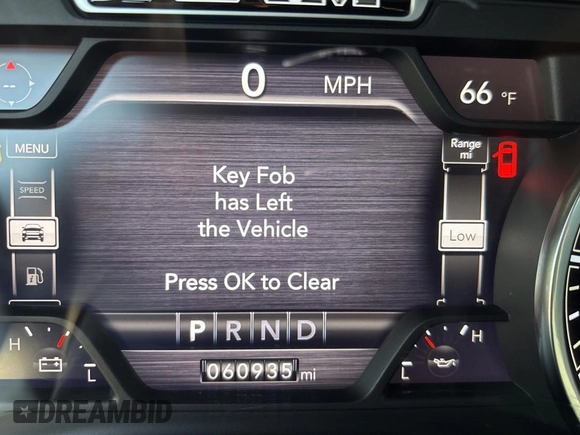 0 MPH
66 °F
MENU
Range
mi
SPEED
Key Fob
has Left
the Vehicle
Low
Press OK to Clear
P R N D
H
H
L
L
060935 mi
DREAMBID